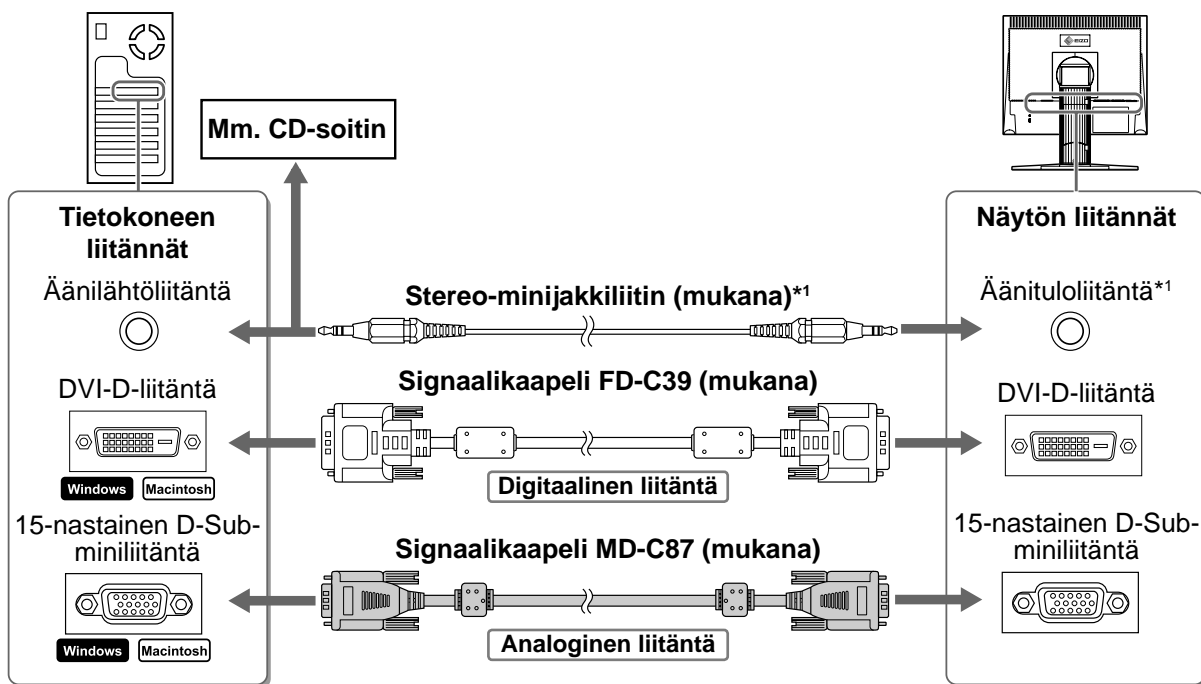 EIZO
Mm. CD-soitin
Tietokoneen
liitännät
Näytön liitännät
Äänilähtöliitäntä
Stereo-minijakkiliitin (mukana)*1
Äänituloliitäntä*1
DVI-D-liitäntä
Signaalikaapeli FD-C39 (mukana)
DVI-D-liitäntä
Windows
Macintosh
Digitaalinen liitäntä
15-nastainen D-Sub-
miniliitäntä
Signaalikaapeli MD-C87 (mukana)
15-nastainen D-Sub-
miniliitäntä
Windows
Macintosh
Analoginen liitäntä